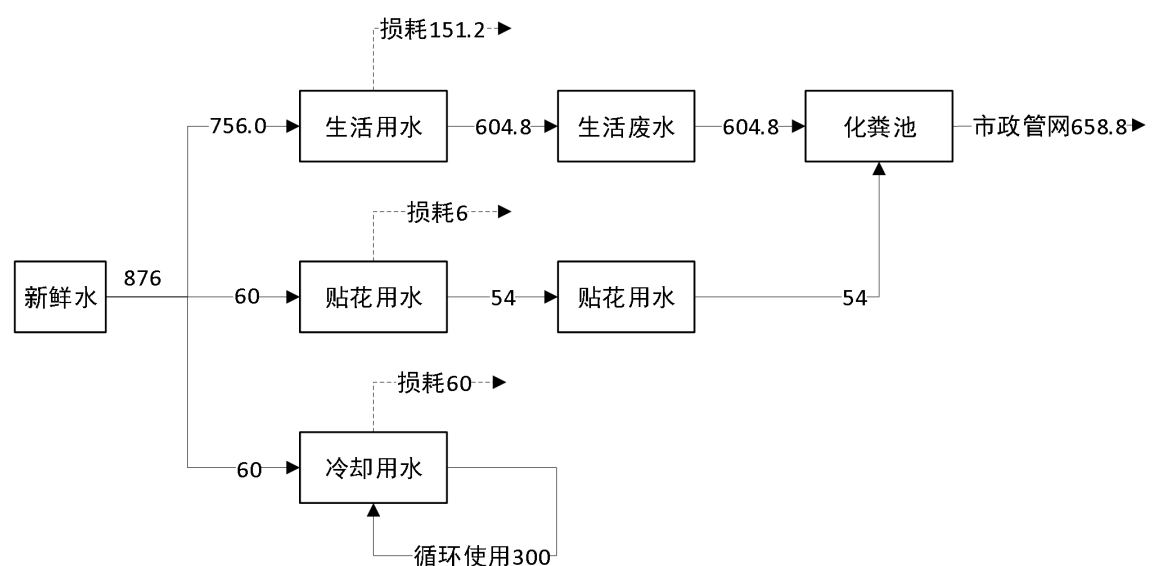 损耗151.2
756.0
生活用水
604.8
生活废水
604.8
化粪池
市政管网658.8
损耗6
新鲜水
876
60
贴花用水
54
贴花用水
54
损耗60
60
冷却用水
循环使用300